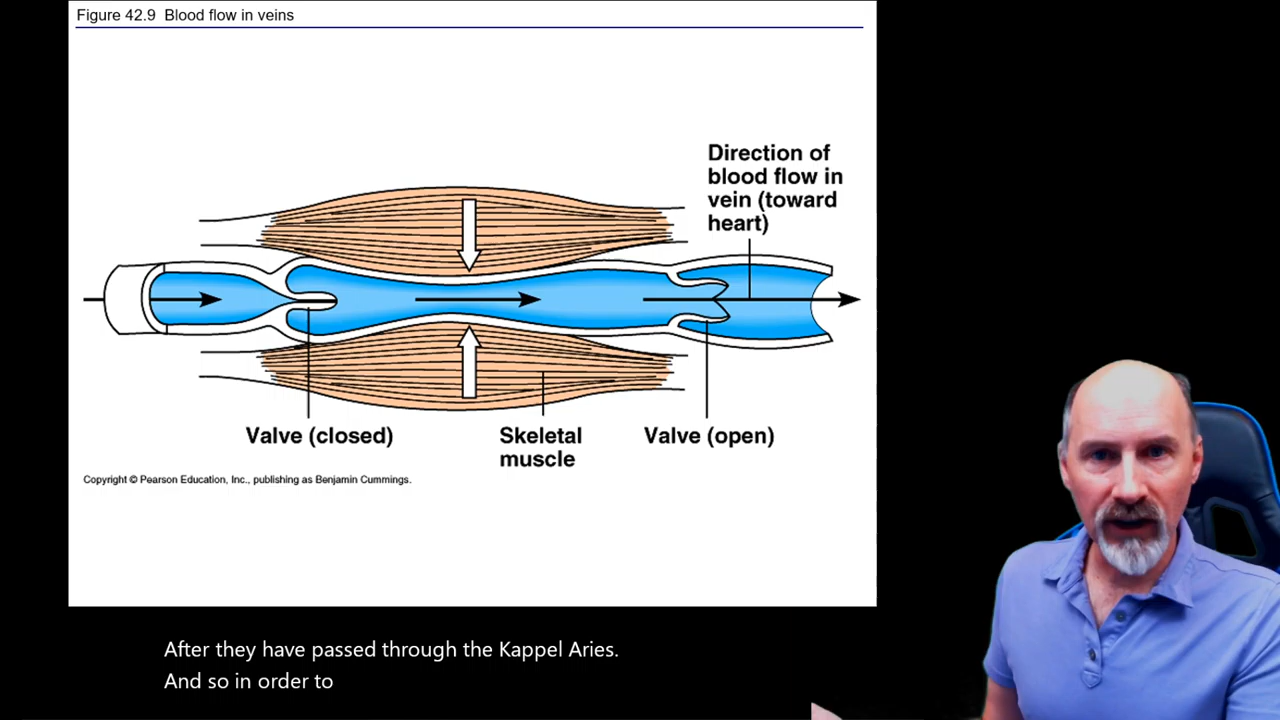 Figure 42.9  Blood flow in veins
Direction of
blood flow in
vein (toward
heart)
Valve (closed)
Skeletal
muscle
Valve (open)
Copyright © Pearson Education, Inc., publishing as Benjamin Cummings.
After they have passed through the Kappel Aries.
And so in order to